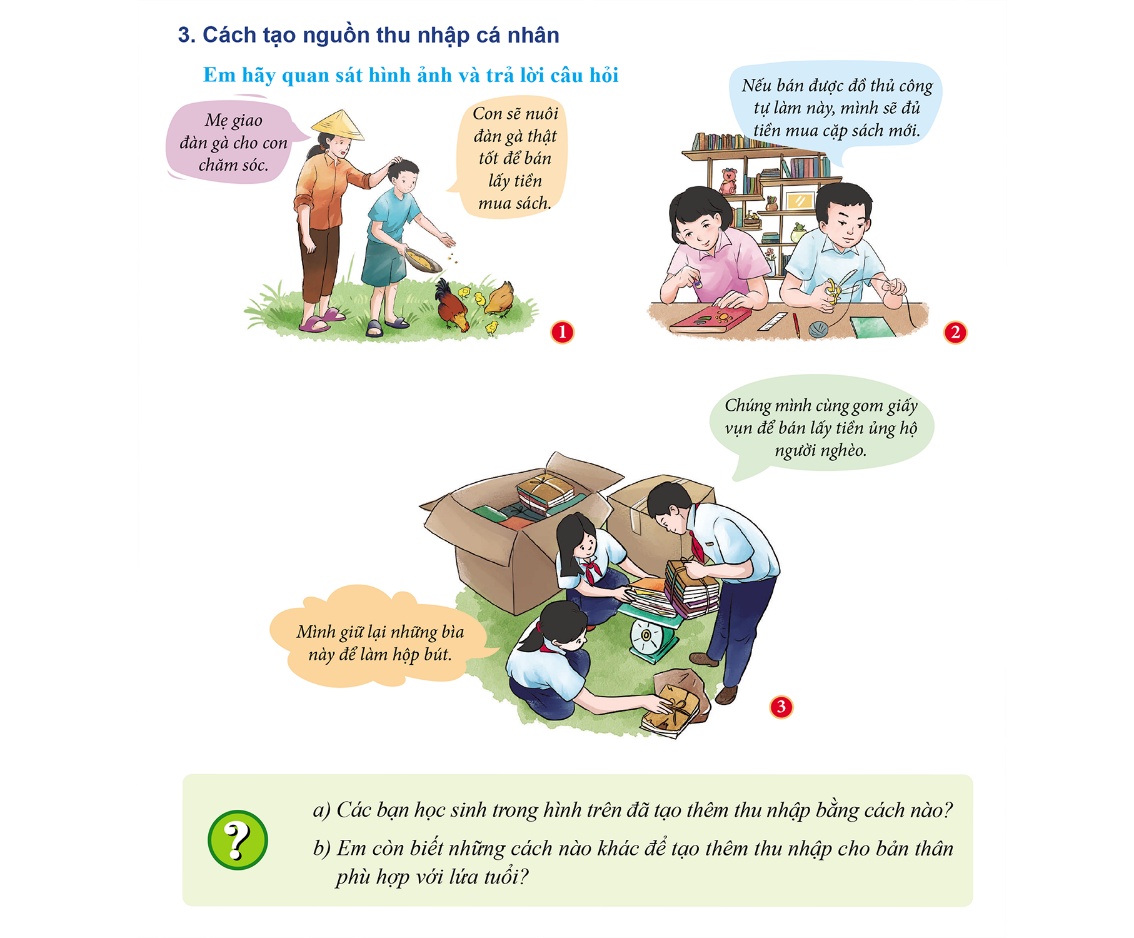 3. Cách tạo nguồn thu nhập cá nhân
Em hãy quan sát hình ảnh và trả lời câu hỏi
Mẹ giao
đàn gà cho con
chăm sóc.
Con sẽ nuôi
đàn gà thật
tốt để bán
lấy tiền
mua sách.
1
Nếu bán được đồ thủ công
tự làm này, mình sẽ đủ
tiền mua cặp sách mới.
2
Chúng mình cùng gom giấy
vụn để bán lấy tiền ủng hộ
người nghèo.
Mình giữ lại những bìa
này để làm hộp bút.
3
?
a) Các bạn học sinh trong hình trên đã tạo thêm thu nhập bằng cách nào?
b) Em còn biết những cách nào khác để tạo thêm thu nhập cho bản thân
phù hợp với lứa tuổi?